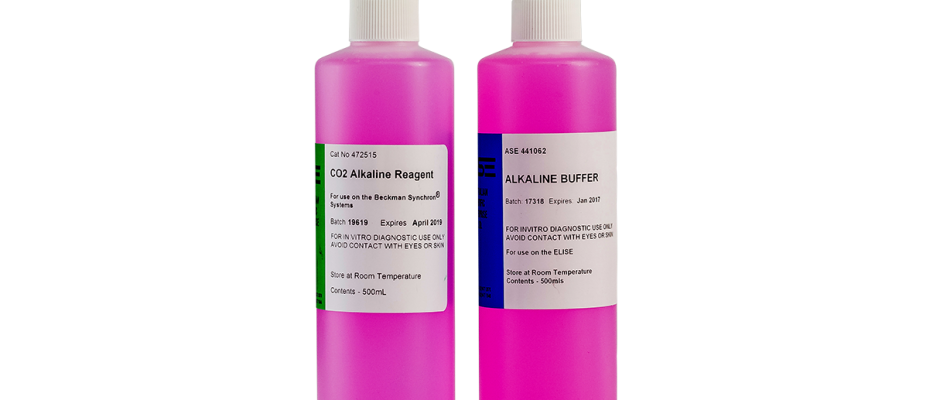 Cat No 472515
CO2 Alkaline Reagent
For use on the Beckman Synchron®
Systems
Batch 19619 Expires April 2019
FOR IN VITRO DIAGNOSTIC USE ONLY
AVOID CONTACT WITH EYES OR SKIN
Store at Room Temperature
Contents - 500mL
ASE 441062
ALKALINE BUFFER
Batch 17318 Expires Jan 2017
FOR INVITRO DIAGNOSTIC USE ONLY
AVOID CONTACT WITH EYES OR SKIN
For use on the ELISE
Store at Room Temperature
Contents - 500mls